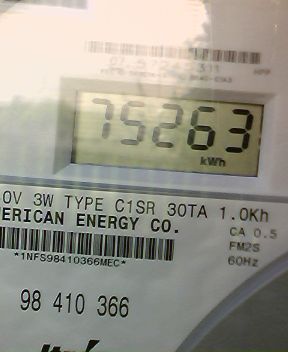 75263
kWh
0V 3W TYPE C1SR 30TA 1.0Kh
ERICAN ENERGY CO.
CA 0.5
FM2S
*1NFS98410366MEC*
60Hz
98 410 366